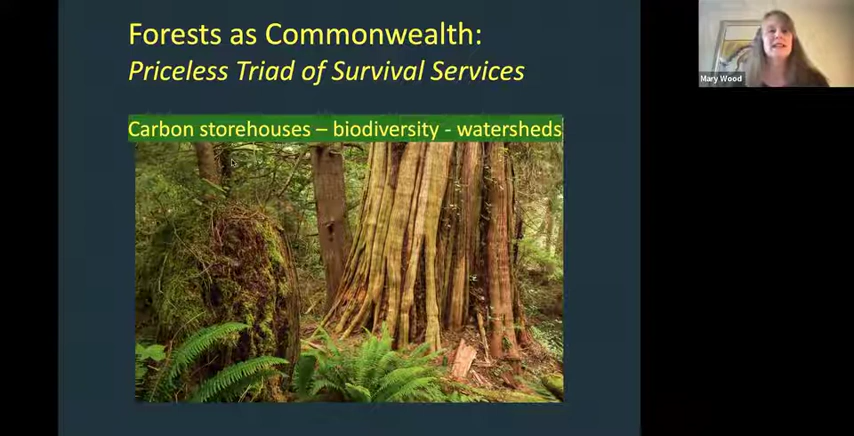 Forests as Commonwealth:
Priceless Triad of Survival Services
Carbon storehouses – biodiversity - watersheds
Mary Wood